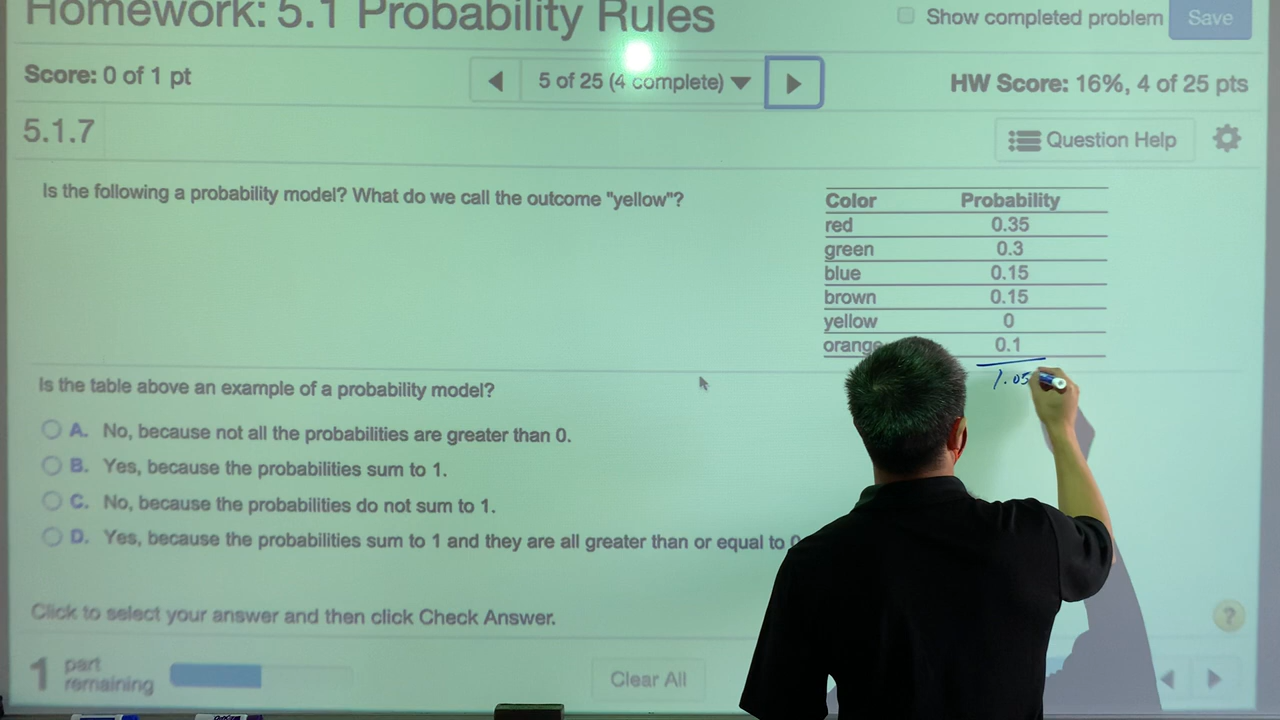 Homework: 5.1 Probability Rules
Show completed problem
Save
Score: 0 of 1 pt
5 of 25 (4 complete)
HW Score: 16%, 4 of 25 pts
5.1.7
Question Help
Is the following a probability model? What do we call the outcome "yellow"?
Color Probability
red 0.35
green 0.3
blue 0.15
brown 0.15
yellow 0
orange 0.1
1.05
Is the table above an example of a probability model?
A. No, because not all the probabilities are greater than 0.
B. Yes, because the probabilities sum to 1.
C. No, because the probabilities do not sum to 1.
D. Yes, because the probabilities sum to 1 and they are all greater than or equal to 0
Click to select your answer and then click Check Answer.
?
1 part remaining
Clear All